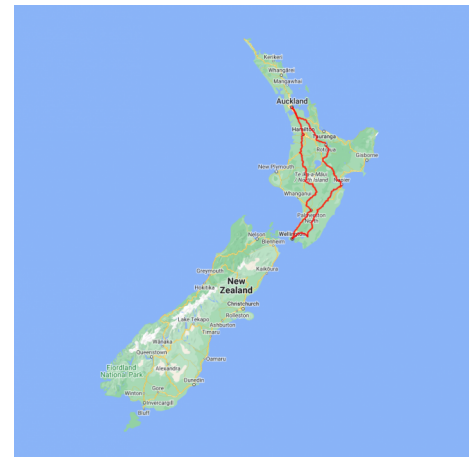 Kerikeri
Whangārei
Mangawhai
Auckland
Hamilton
Tauranga
Rotorua
Gisborne
New Plymouth
Te Ika-a-Māui
North Island
Napier
Whanganui
Palmerston
North
Wellington
Nelson
Blenheim
Kaikōura
Greymouth
Hokitika
New
Zealand
Christchurch
Rolleston
Lake Tekapo
Ashburton
Timaru
Wānaka
Queenstown
Oamaru
Fiordland
National Park
Alexandra
Dunedin
Gore
Winton
Invercargill
Bluff